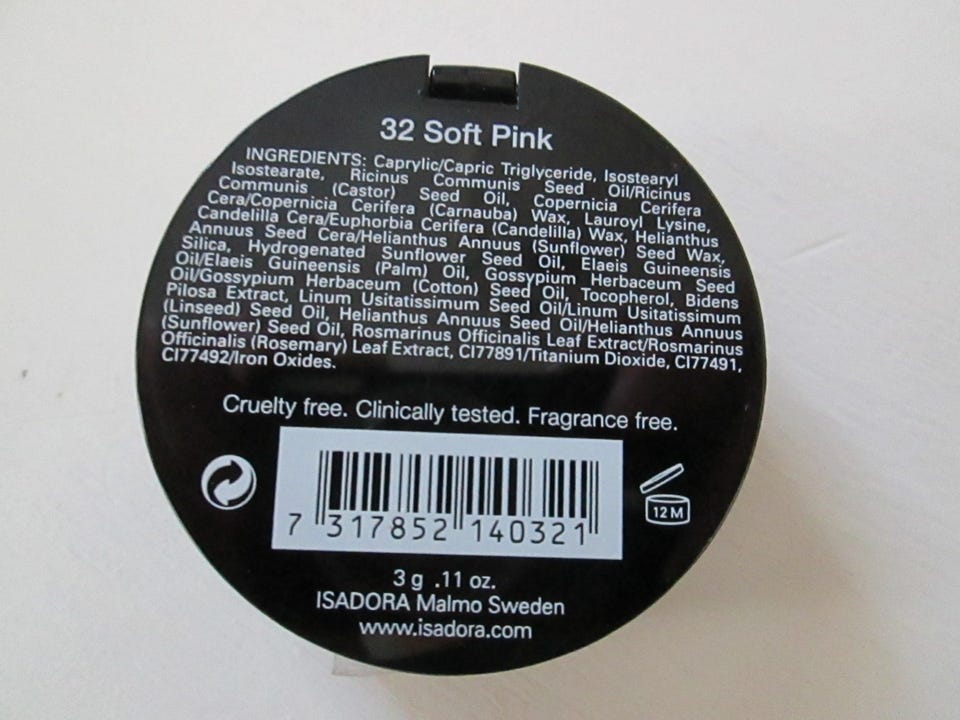 32 Soft Pink
INGREDIENTS: Caprylic/Capric Triglyceride, Isostearyl
Isostearate, Ricinus Communis Seed Oil/Ricinus
Communis (Castor) Seed Oil, Copernicia Cerifera
Cera/Copernicia Cerifera (Carnauba) Wax, Lauroyl Lysine,
Candelilla Cera/Euphorbia Cerifera (Candelilla) Wax, Helianthus
Annuus Seed Cera/Helianthus Annuus (Sunflower) Seed Wax,
Silica, Hydrogenated Sunflower Seed Oil, Elaeis Guineensis
Oil/Elaeis Guineensis (Palm) Oil, Gossypium Herbaceum Seed
Oil/Gossypium Herbaceum (Cotton) Seed Oil, Tocopherol, Bidens
Pilosa Extract, Linum Usitatissimum Seed Oil/Linum Usitatissimum
(Linseed) Seed Oil, Helianthus Annuus Seed Oil/Helianthus Annuus
(Sunflower) Seed Oil, Rosmarinus Officinalis Leaf Extract/Rosmarinus
Officinalis (Rosemary) Leaf Extract, CI77891/Titanium Dioxide, CI77491,
CI77492/Iron Oxides.
Cruelty free. Clinically tested. Fragrance free.
12 M
7 317852 140321
3 g .11 oz.
ISADORA Malmo Sweden
www.isadora.com